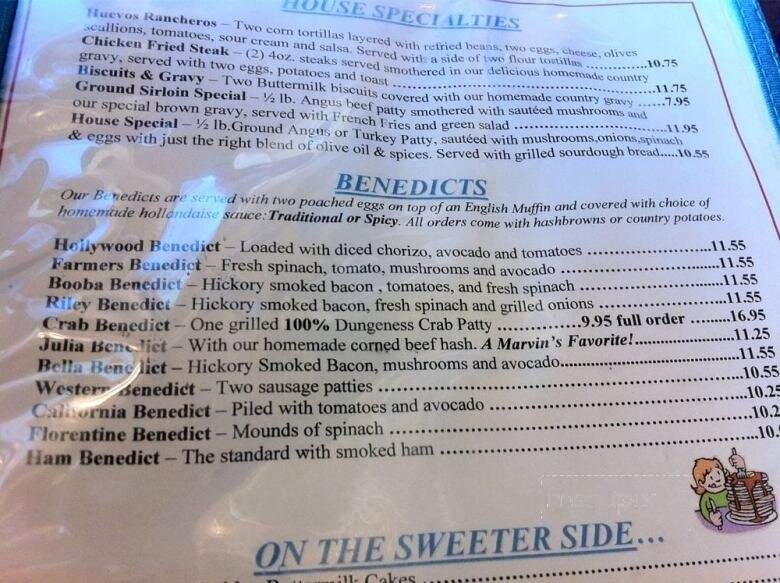 HOUSE SPECIALTIES
Huevos Rancheros – Two corn tortillas layered with refried beans, two eggs, cheese, olives
scallions, tomatoes, sour cream and salsa. Served with a side of two flour tortillas ............10.75
Chicken Fried Steak – (2) 4oz. steaks served smothered in our delicious homemade country
gravy, served with two eggs, potatoes and toast ..........11.75
Biscuits & Gravy – Two Buttermilk biscuits covered with our homemade country gravy ......7.95
Ground Sirloin Special – ½ lb. Angus beef patty smothered with sautéed mushrooms and
our special brown gravy, served with French Fries and green salad ..........11.95
House Special – ½ lb.Ground Angus or Turkey Patty, sautéed with mushrooms,onions,spinach
& eggs with just the right blend of olive oil & spices. Served with grilled sourdough bread.....10.55
BENEDICTS
Our Benedicts are served with two poached eggs on top of an English Muffin and covered with choice of
homemade hollandaise sauce: Traditional or Spicy. All orders come with hashbrowns or country potatoes.
Hollywood Benedict – Loaded with diced chorizo, avocado and tomatoes ..........11.55
Farmers Benedict – Fresh spinach, tomato, mushrooms and avocado ..........11.55
Booba Benedict – Hickory smoked bacon , tomatoes, and fresh spinach ..........11.55
Riley Benedict – Hickory smoked bacon, fresh spinach and grilled onions ..........11.55
Crab Benedict – One grilled 100% Dungeness Crab Patty ............9.95 full order .......16.95
Julia Benedict – With our homemade corned beef hash. A Marvin's Favorite!..........11.25
Bella Benedict – Hickory Smoked Bacon, mushrooms and avocado..........11.55
Western Benedict – Two sausage patties ..........10.55
California Benedict – Piled with tomatoes and avocado ..........10.25
Florentine Benedict – Mounds of spinach ..........10.2
Ham Benedict – The standard with smoked ham ..........10.
ON THE SWEETER SIDE...
Buttermilk Cakes